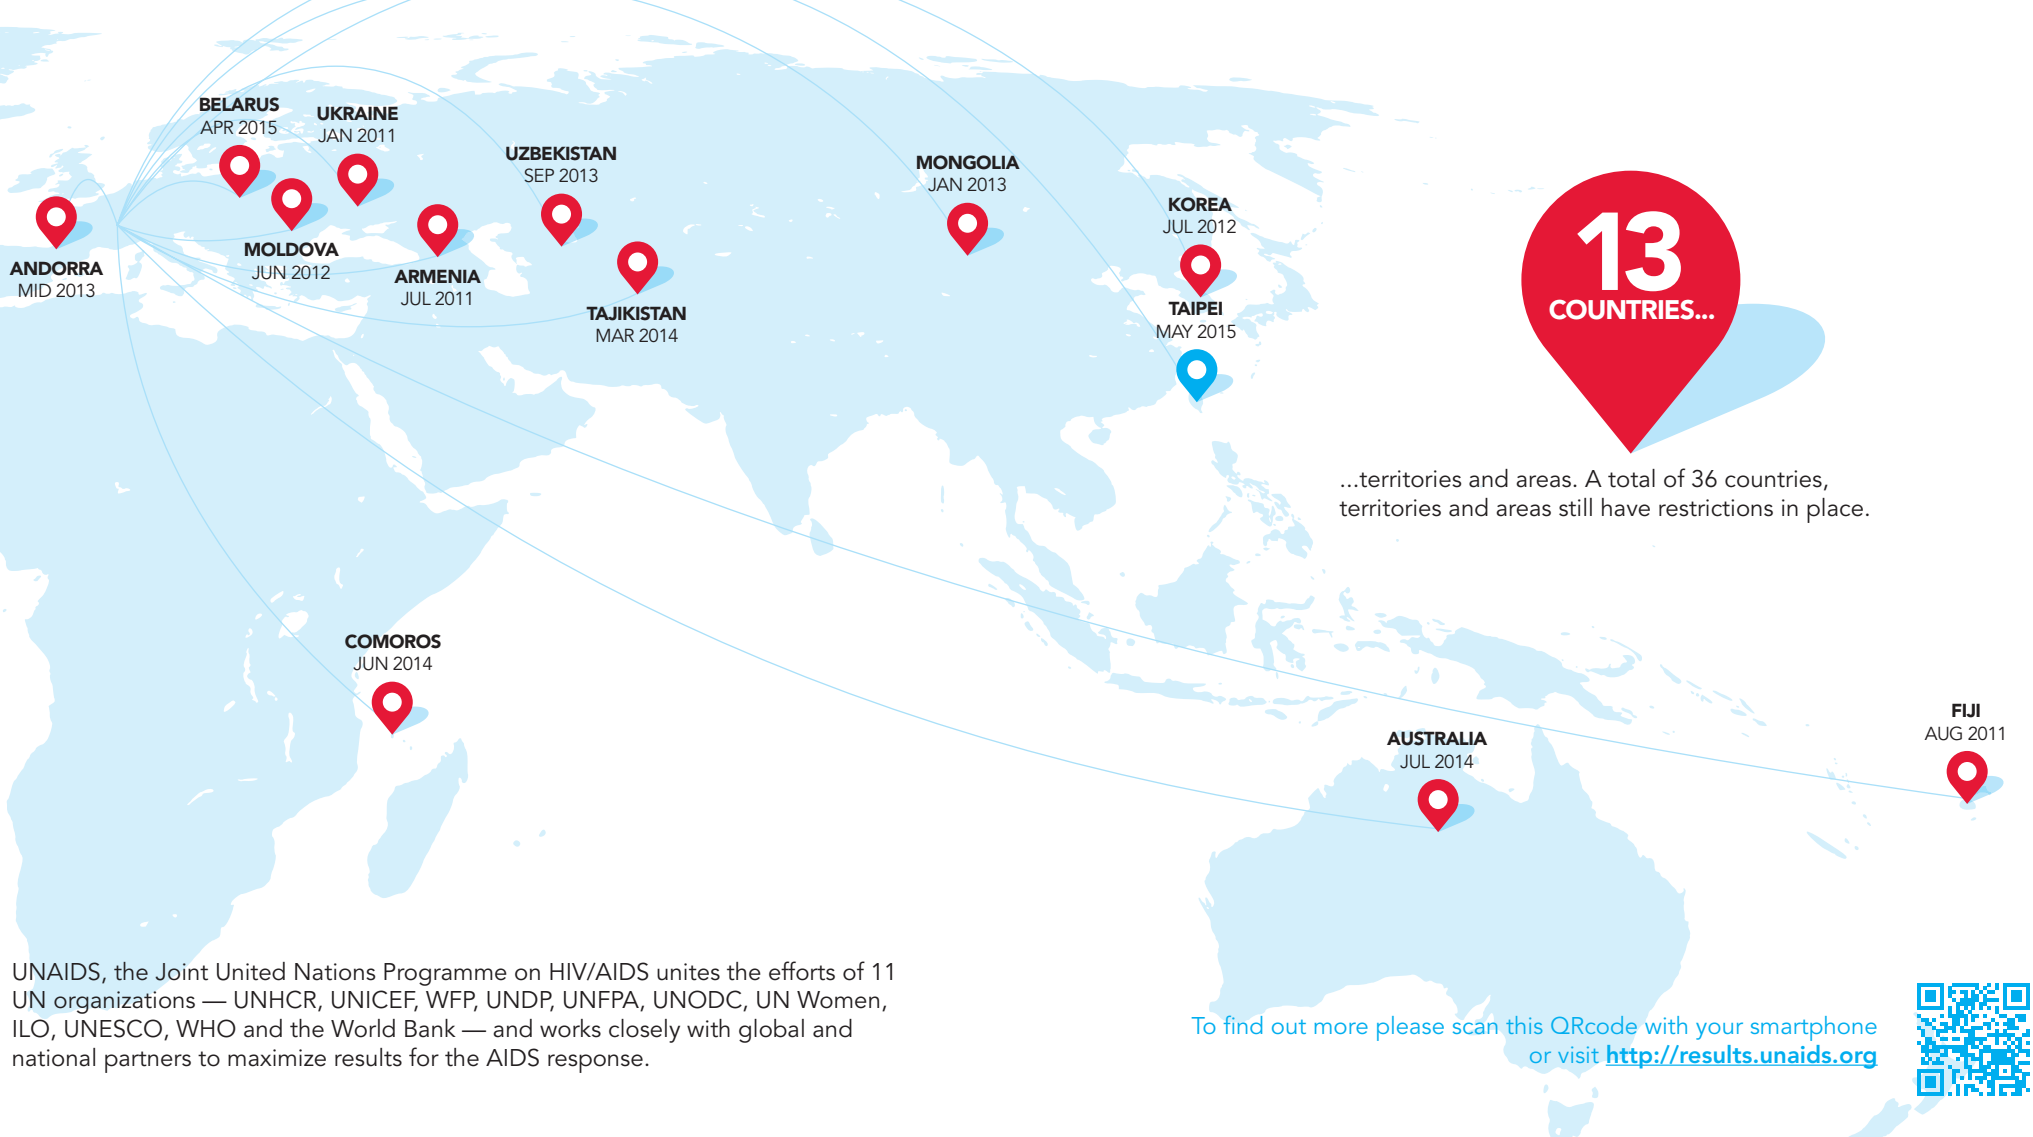 BELARUS
APR 2015
UKRAINE
JAN 2011
UZBEKISTAN
SEP 2013
MONGOLIA
JAN 2013
KOREA
JUL 2012
ANDORRA
MID 2013
MOLDOVA
JUN 2012
ARMENIA
JUL 2011
TAJIKISTAN
MAR 2014
TAIPEI
MAY 2015
13
COUNTRIES...
...territories and areas. A total of 36 countries,
territories and areas still have restrictions in place.
COMOROS
JUN 2014
AUSTRALIA
JUL 2014
FIJI
AUG 2011
UNAIDS, the Joint United Nations Programme on HIV/AIDS unites the efforts of 11
UN organizations — UNHCR, UNICEF, WFP, UNDP, UNFPA, UNODC, UN Women,
ILO, UNESCO, WHO and the World Bank — and works closely with global and
national partners to maximize results for the AIDS response.
To find out more please scan this QRcode with your smartphone
or visit http://results.unaids.org